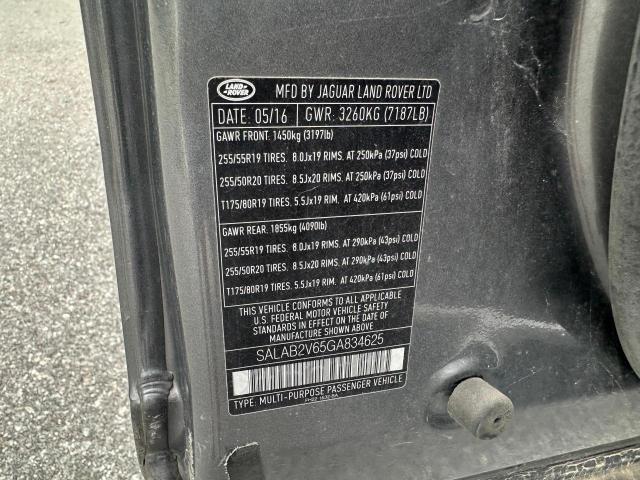 LAND ROVER
MFD BY JAGUAR LAND ROVER LTD
DATE: 05/16 GWR: 3260KG (7187LB)
GAWR FRONT: 1450kg (3197lb)
255/55R19 TIRES. 8.0Jx19 RIMS. AT 250kPa (37psi) COLD
255/50R20 TIRES. 8.5Jx20 RIMS. AT 250kPa (37psi) COLD
T175/80R19 TIRES. 5.5Jx19 RIM. AT 420kPa (61psi) COLD
GAWR REAR: 1855kg (4090lb)
255/55R19 TIRES. 8.0Jx19 RIMS. AT 290kPa (43psi) COLD
255/50R20 TIRES. 8.5Jx20 RIMS. AT 290kPa (43psi) COLD
T175/80R19 TIRES. 5.5Jx19 RIM. AT 420kPa (61psi) COLD
THIS VEHICLE CONFORMS TO ALL APPLICABLE
U.S. FEDERAL MOTOR VEHICLE SAFETY
STANDARDS IN EFFECT ON THE DATE OF
MANUFACTURE SHOWN ABOVE.
SALAB2V65GA834625
TYPE: MULTI-PURPOSE PASSENGER VEHICLE